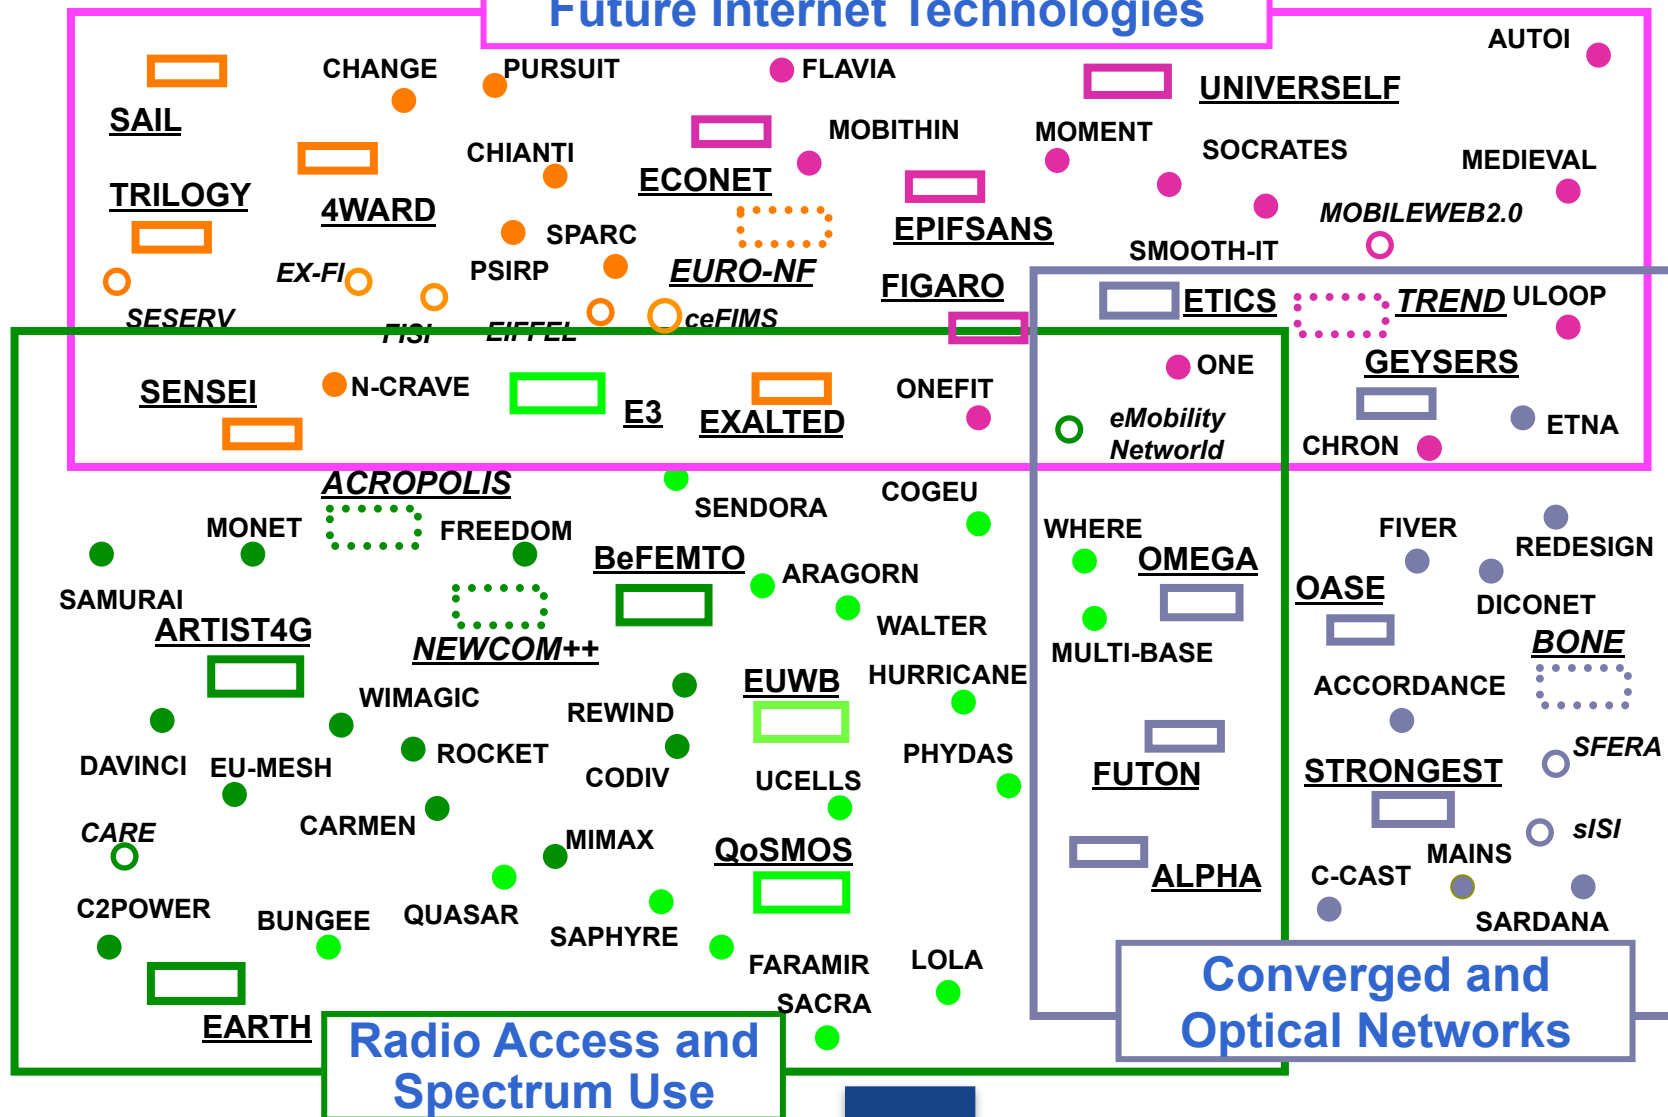 Future Internet Technologies
AUTOI
CHANGE
PURSUIT
FLAVIA
UNIVERSELF
SAIL
MOBITHIN
MOMENT
CHIANTI
SOCRATES
MEDIEVAL
ECONET
TRILOGY
4WARD
MOBILEWEB2.0
EPIFSANS
SPARC
SMOOTH-IT
EX-FI
PSIRP
EURO-NF
FIGARO
ETICS
TREND
ULOOP
SESERV
FISI
EIFFEL
ceFIMS
GEYSERS
ONE
SENSEI
N-CRAVE
E3
EXALTED
ONEFIT
eMobility
Networld
ETNA
CHRON
ACROPOLIS
COGEU
SENDORA
MONET
FREEDOM
WHERE
FIVER
REDESIGN
BeFEMTO
ARAGORN
OMEGA
OASE
SAMURAI
DICONET
WALTER
ARTIST4G
NEWCOM++
MULTI-BASE
BONE
HURRICANE
EUWB
ACCORDANCE
WIMAGIC
REWIND
SFERA
ROCKET
PHYDAS
DAVINCI
EU-MESH
CODIV
UCELLS
FUTON
STRONGEST
CARMEN
CARE
MIMAX
sISI
QoSMOS
MAINS
ALPHA
C-CAST
C2POWER
BUNGEE
QUASAR
SAPHYRE
SARDANA
FARAMIR
LOLA
SACRA
EARTH
Converged and
Optical Networks
Radio Access and
Spectrum Use